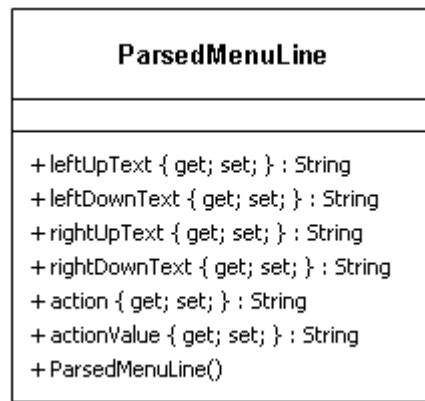 ParsedMenuLine
+ leftUpText { get; set; } : String
+ leftDownText { get; set; } : String
+ rightUpText { get; set; } : String
+ rightDownText { get; set; } : String
+ action { get; set; } : String
+ actionValue { get; set; } : String
+ ParsedMenuLine()